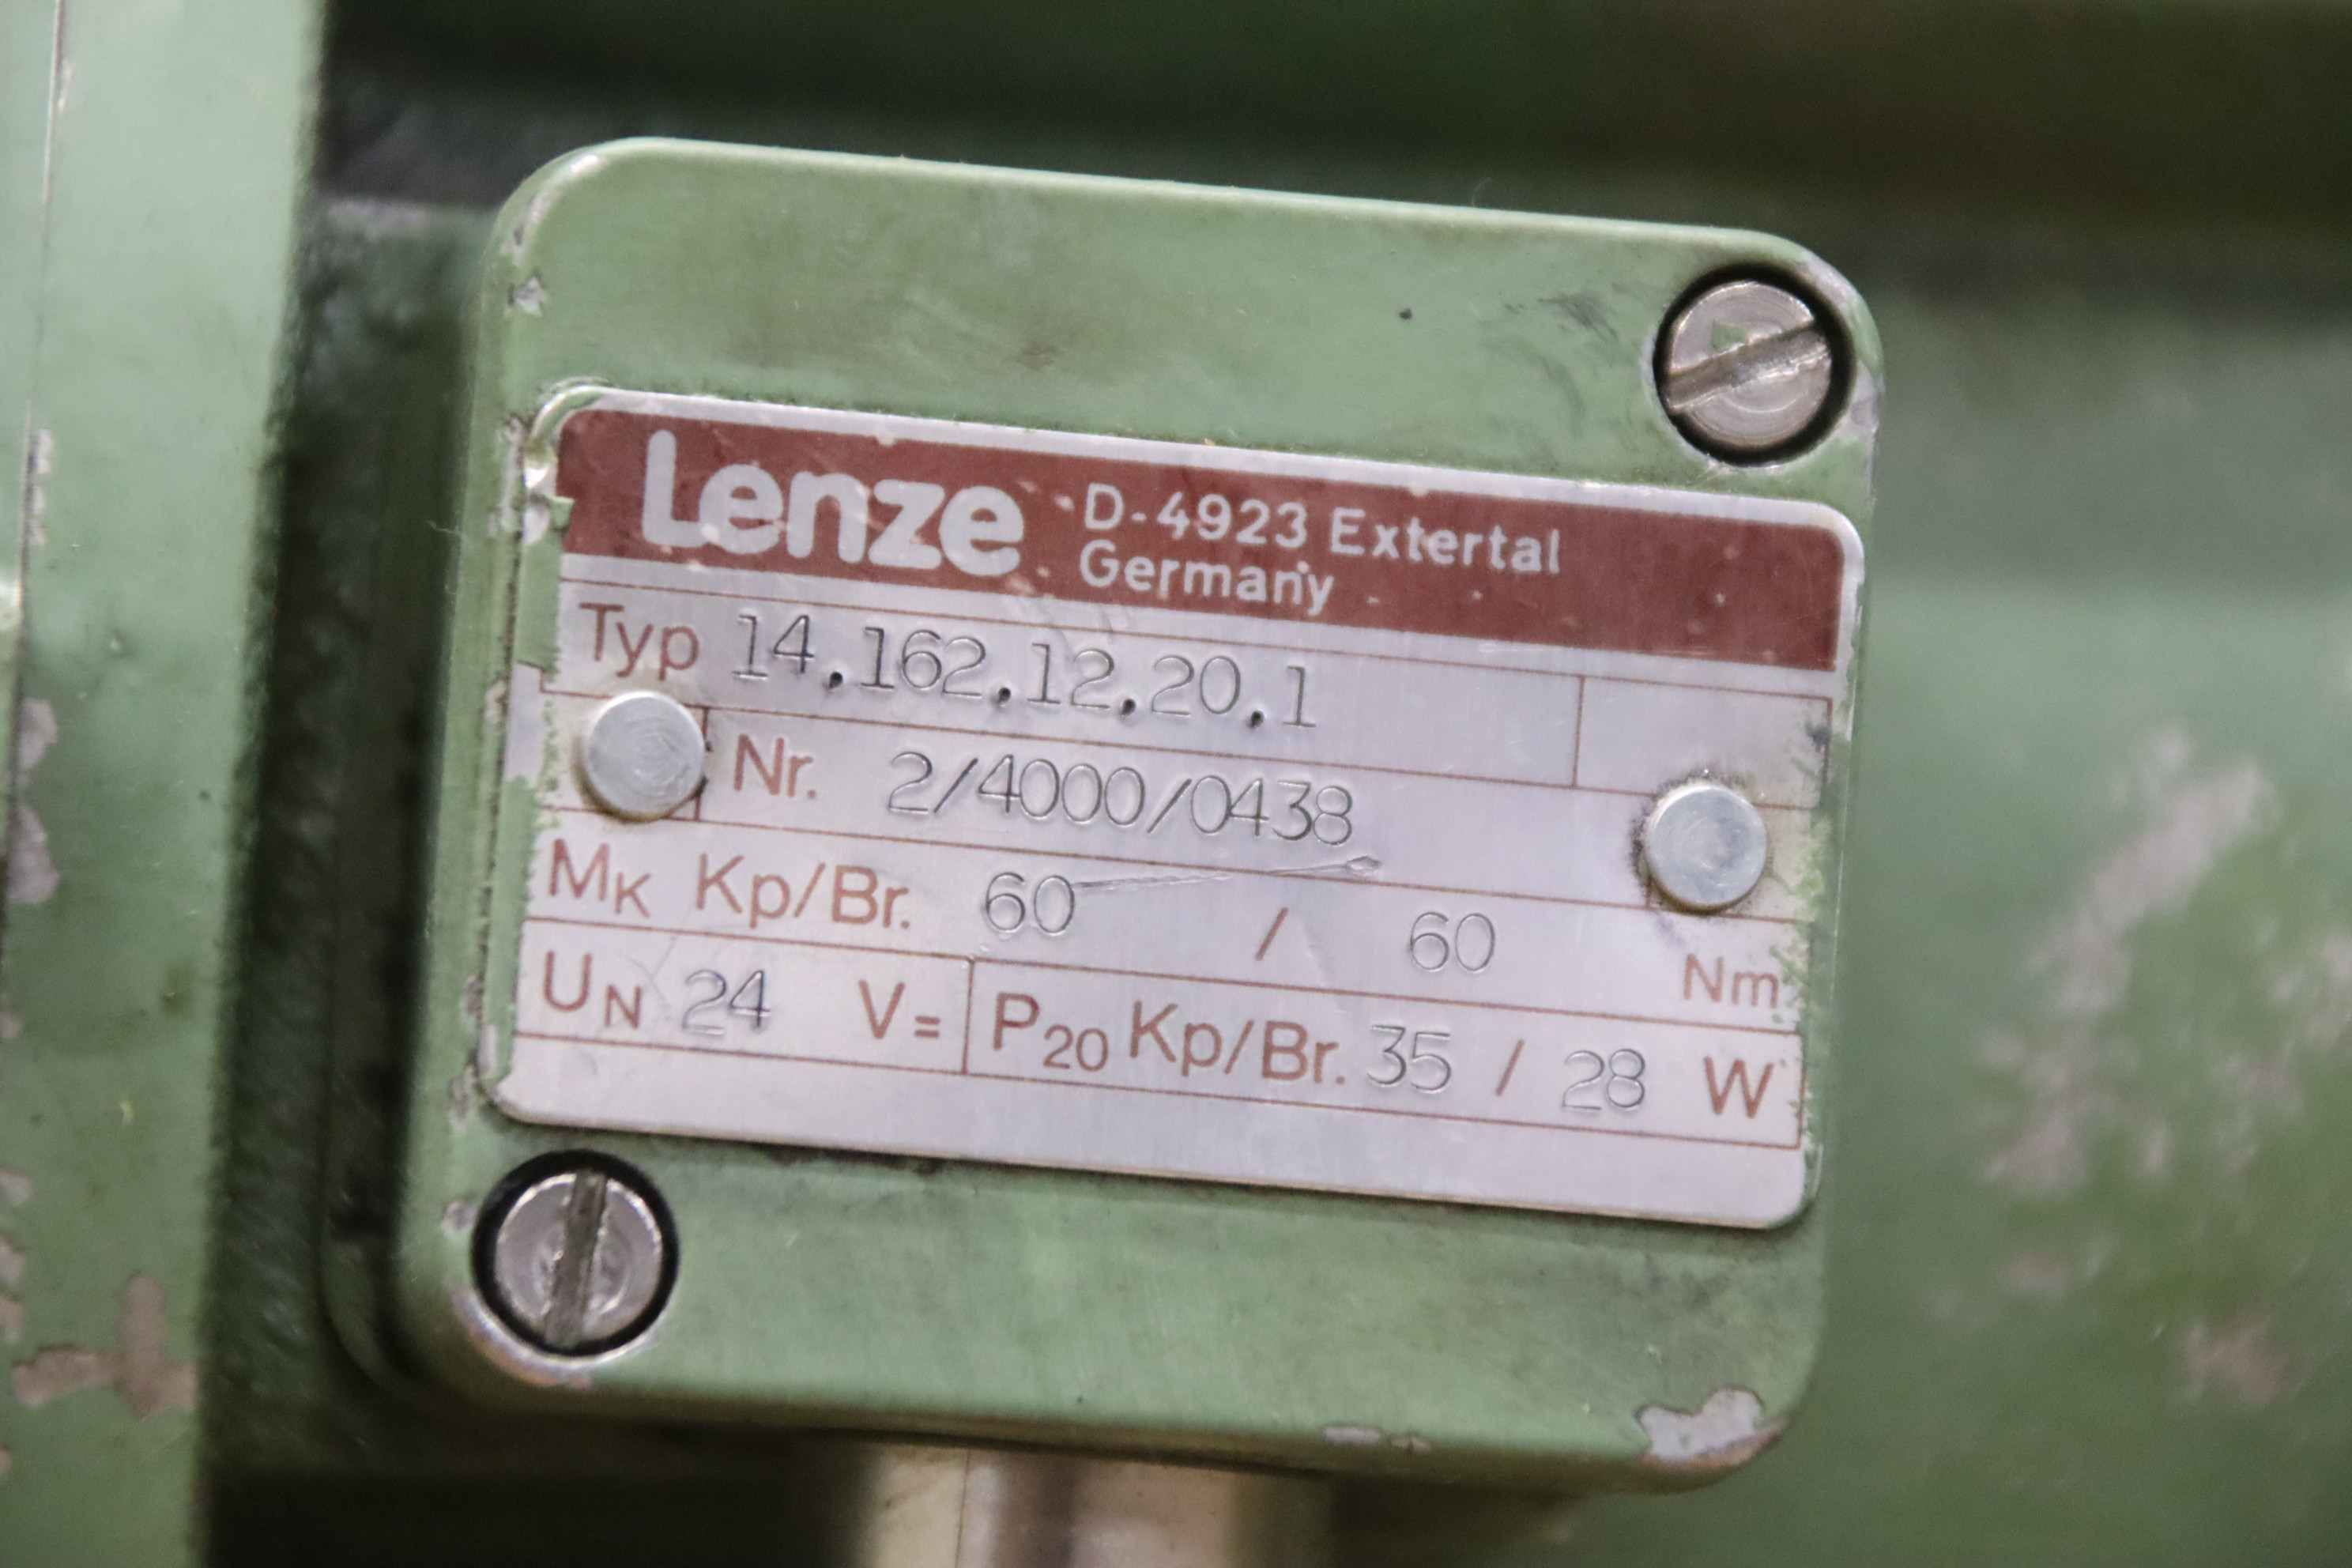 Lenze D-4923 Extertal
Germany
Typ 14.162.12.20.1
Nr. 2/4000/0438
MK Kp/Br. 60 / 60 Nm
UN 24 V= P20 Kp/Br. 35 / 28 W